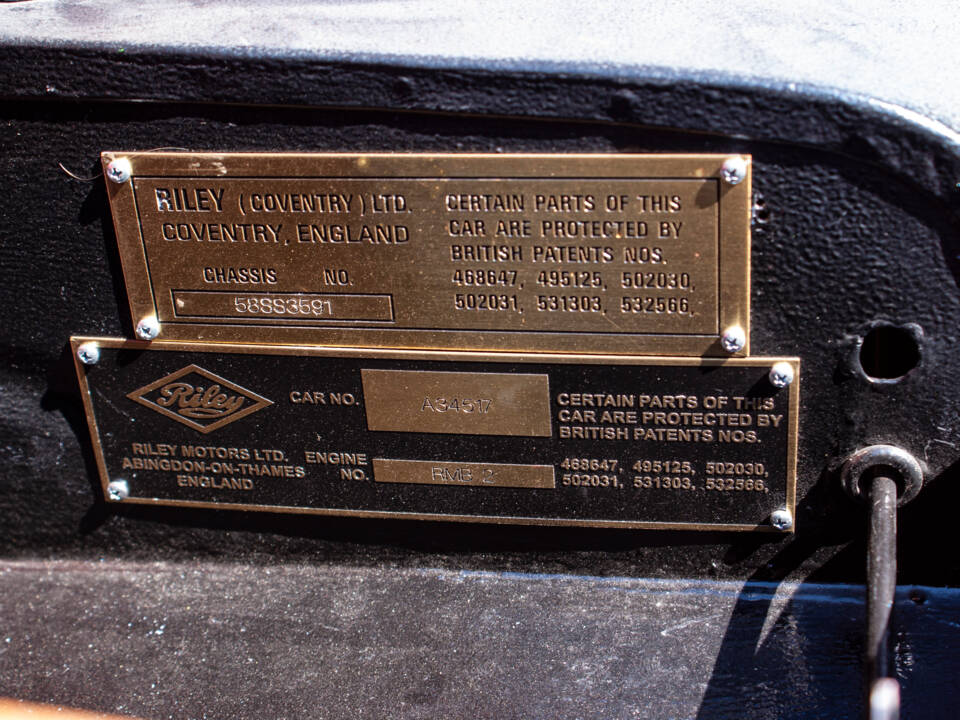 RILEY (COVENTRY) LTD.
COVENTRY, ENGLAND
CHASSIS NO.
58SS3591
CERTAIN PARTS OF THIS
CAR ARE PROTECTED BY
BRITISH PATENTS NOS.
468647, 495125, 502030,
502031, 531303, 532566,
Riley
RILEY MOTORS LTD.
ABINGDON-ON-THAMES
ENGLAND
CAR NO.
A34517
ENGINE
NO.
RMB 2
CERTAIN PARTS OF THIS
CAR ARE PROTECTED BY
BRITISH PATENTS NOS.
468647, 495125, 502030,
502031, 531303, 532566,